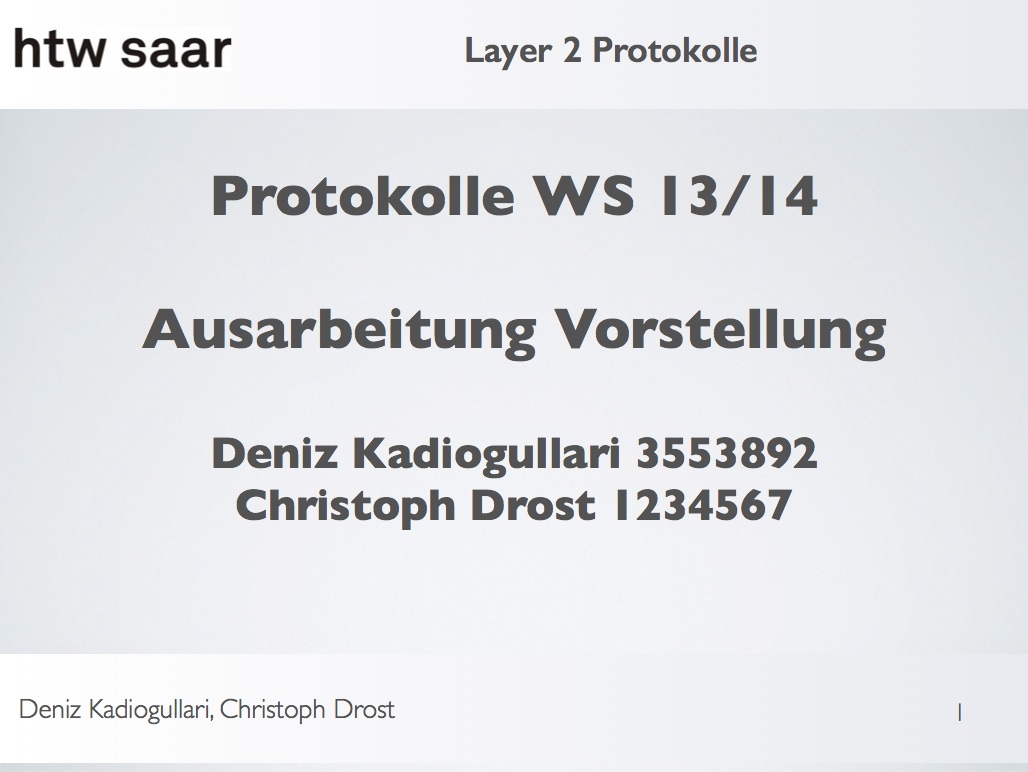 htw saar
Layer 2 Protokolle
Protokolle WS 13/14
Ausarbeitung Vorstellung
Deniz Kadiogullari 3553892
Christoph Drost 1234567
Deniz Kadiogullari, Christoph Drost
1